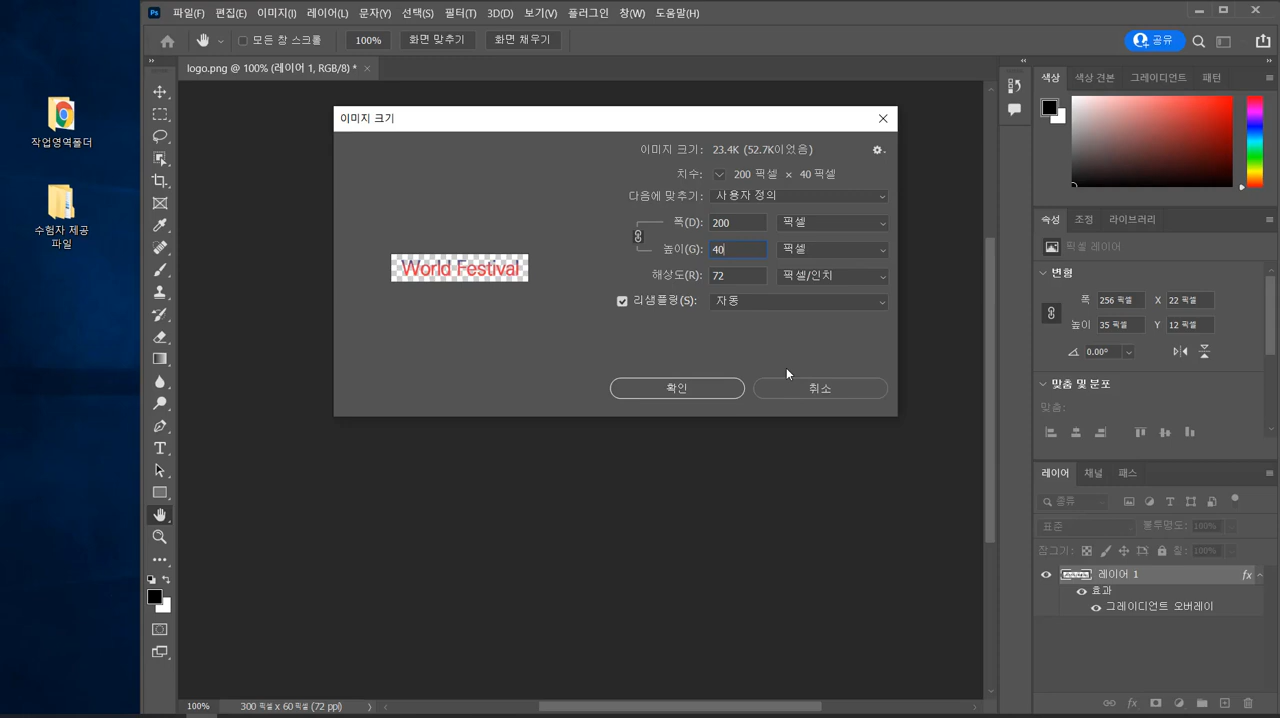 Ps 파일(F) 편집(E) 이미지(I) 레이어(L) 문자(Y) 선택(S) 필터(T) 3D(D) 보기(V) 플러그인 창(W) 도움말(H)
모든 창 스크롤 100% 화면 맞추기 화면 채우기 공유
logo.png @ 100% (레이어 1, RGB/8) * ×
작업영역폴더
수험자 제공
파일
이미지 크기
World Festival
이미지 크기: 23.4K (52.7K이었음)
치수: 200 픽셀 × 40 픽셀
다음에 맞추기: 사용자 정의
폭(D): 200 픽셀
높이(G): 40 픽셀
해상도(R): 72 픽셀/인치
리샘플링(S): 자동
확인 취소
색상 색상 견본 그레이디언트 패턴
속성 조정 라이브러리
픽셀 레이어
변형
폭 256 픽셀 X 22 픽셀
높이 35 픽셀 Y 12 픽셀
0.00°
맞춤 및 분포
맞춤:
레이어 채널 패스
종류
표준 불투명도: 100%
잠그기: 칠: 100%
레이어 1 fx
효과
그레이디언트 오버레이
fx
100% 300 픽셀 x 60 픽셀 (72 ppi)